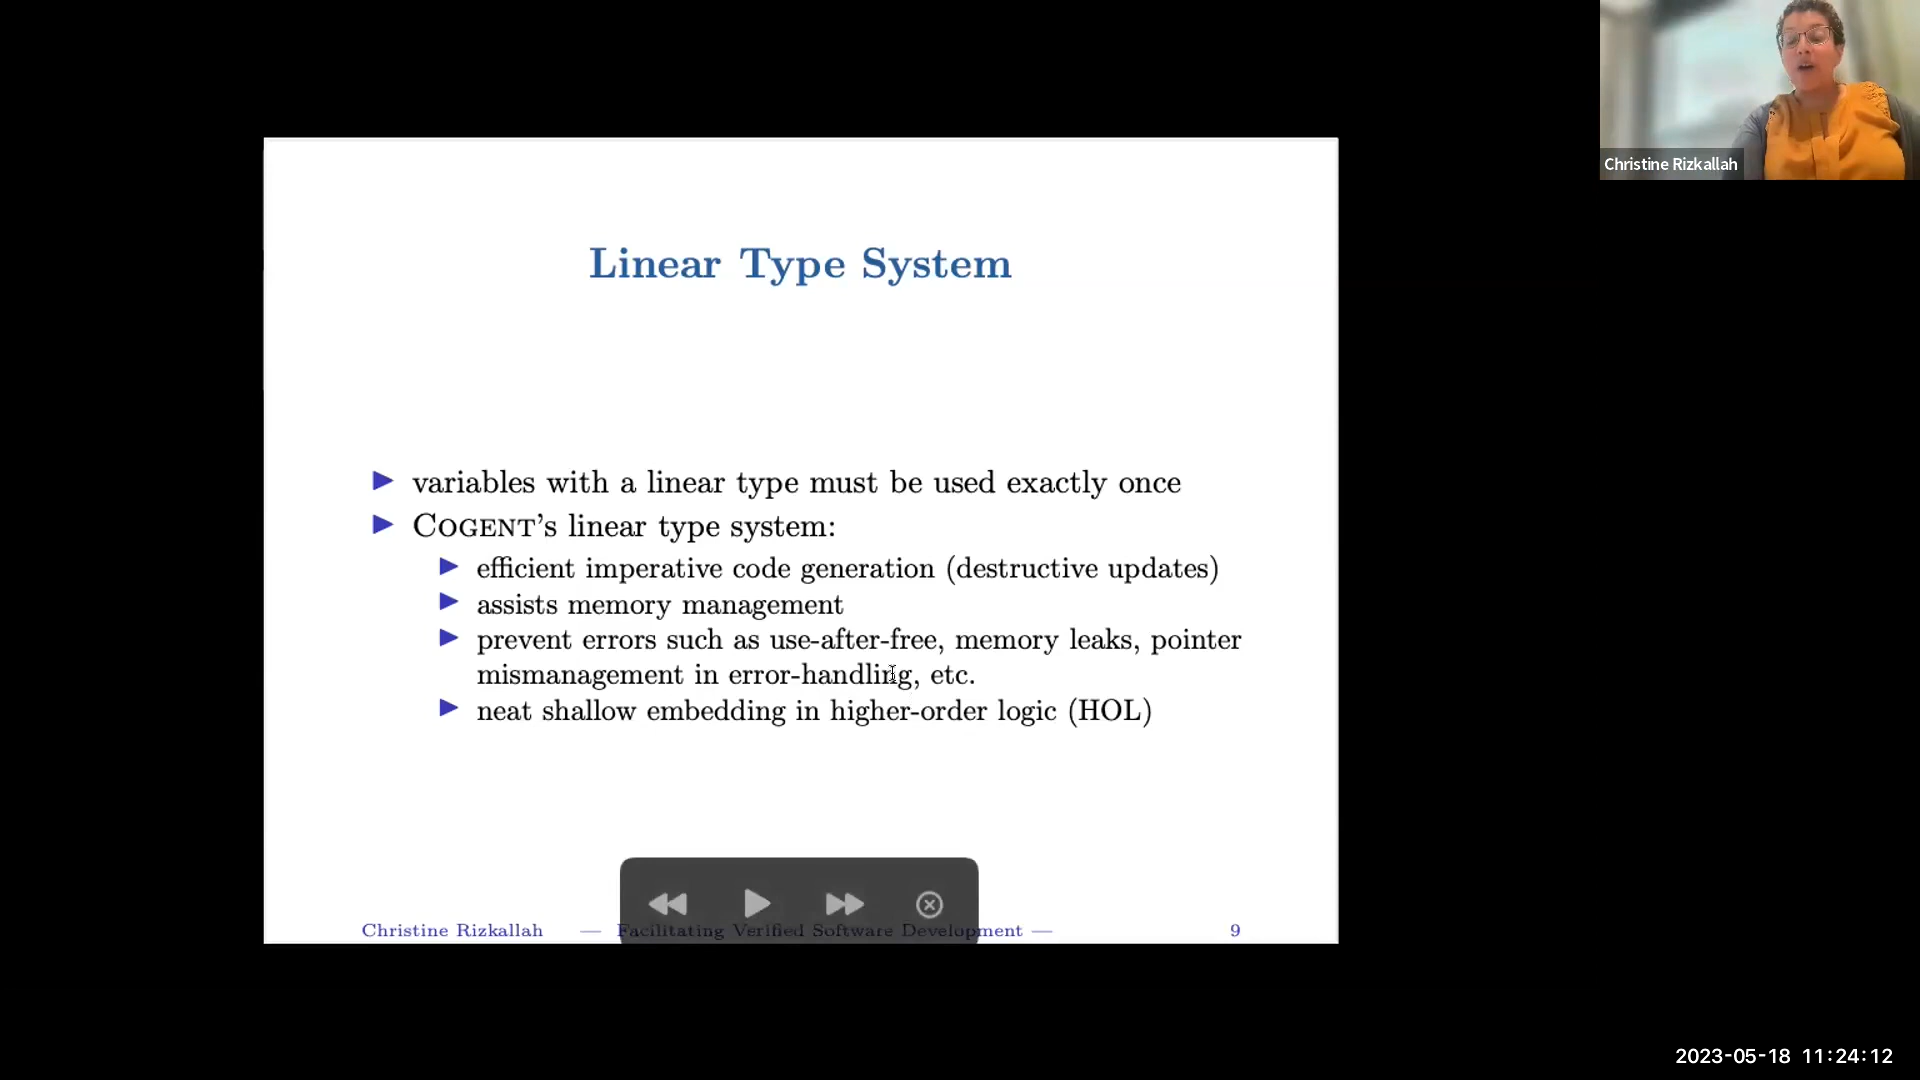 Christine Rizkallah
Linear Type System
▶ variables with a linear type must be used exactly once
▶ COGENT's linear type system:
▶ efficient imperative code generation (destructive updates)
▶ assists memory management
▶ prevent errors such as use-after-free, memory leaks, pointer
mismanagement in error-handling, etc.
▶ neat shallow embedding in higher-order logic (HOL)
Christine Rizkallah — Facilitating Verified Software Development — 9
2023-05-18 11:24:12